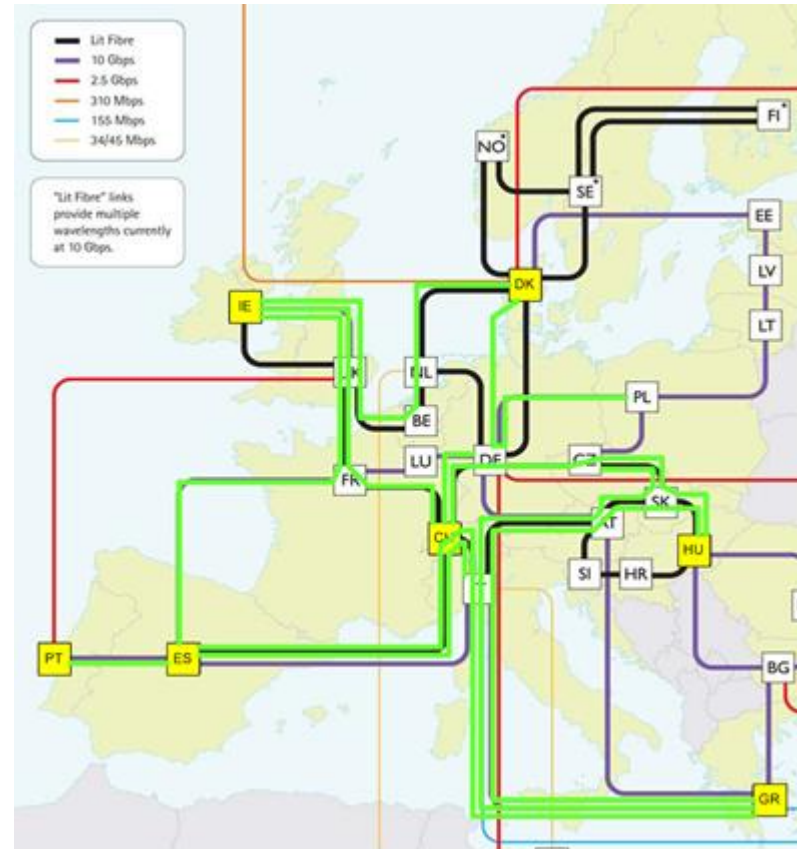 Lit Fibre
10 Gbps
2.5 Gbps
310 Mbps
155 Mbps
34/45 Mbps
"Lit Fibre" links
provide multiple
wavelengths currently
at 10 Gbps.
FI*
NO*
SE*
EE
DK
LV
IE
LT
NL
PL
BE
LU
DE
FR
SK
HU
SI
HR
PT
ES
BG
GR